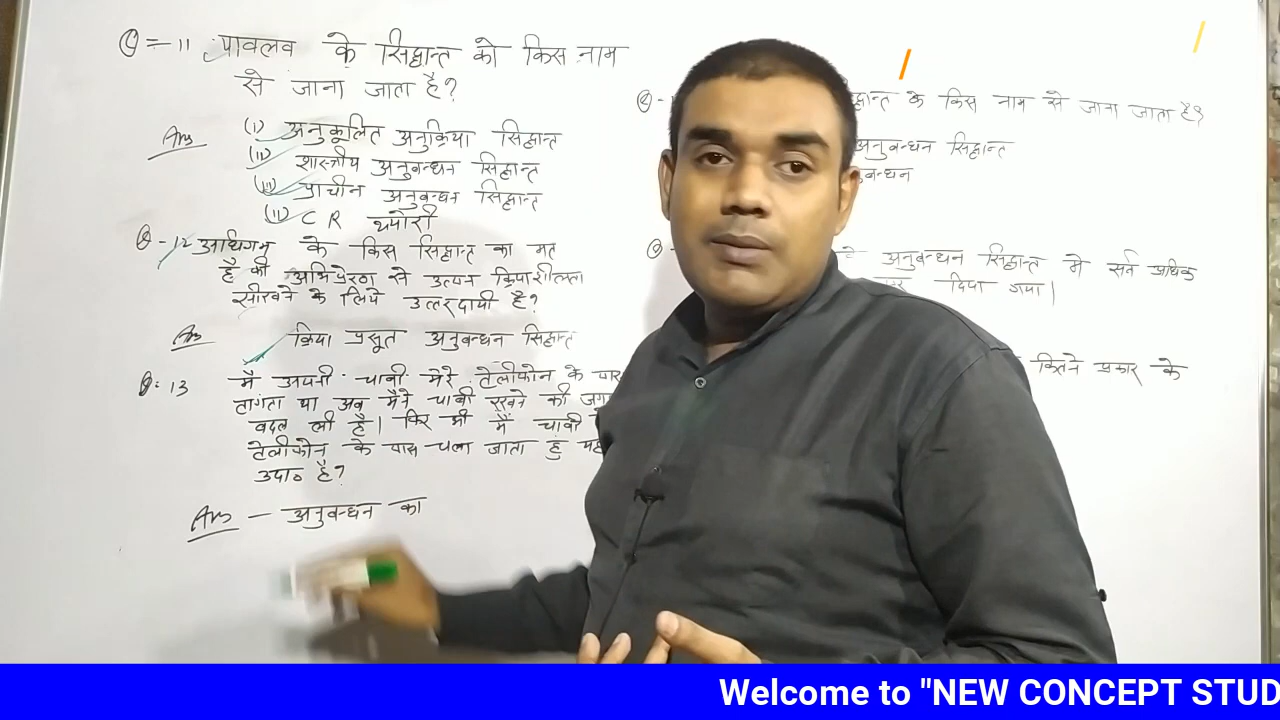 Q = 11 पावलव के सिद्धान्त को किस नाम
से जाना जाता है?
Ans (i) अनुकूलित अनुक्रिया सिद्धान्त
(ii) शास्त्रीय अनुबन्धन सिद्धान्त
(iii) प्राचीन अनुबन्धन सिद्धान्त
(ii) C R थ्योरी
Q - 12 अधिगम के किस सिद्धान्त का मत
है की अभिप्रेरणा से उत्पन्न क्रियाशीलता
सीखने के लिये उत्तरदायी है?
Ans क्रिया प्रसूत अनुबन्धन सिद्धान्त
Q: 13 मैं अपनी चाबी मेरे टेलीफोन के पास
टांगता था अब मैंने चाबी रखने की
बदल ली है। फिर भी मैं चाबी
टेलीफोन के पास चला जाता हूं यह
उदा० है?
Ans - अनुबन्धन का
के किस नाम से जाना जाता है?
अनुबन्धन सिद्धान्त
अनुबन्धन सिद्धान्त मे सर्व अधिक
दिया गया।
कितने प्रकार के
Welcome to "NEW CONCEPT STUD